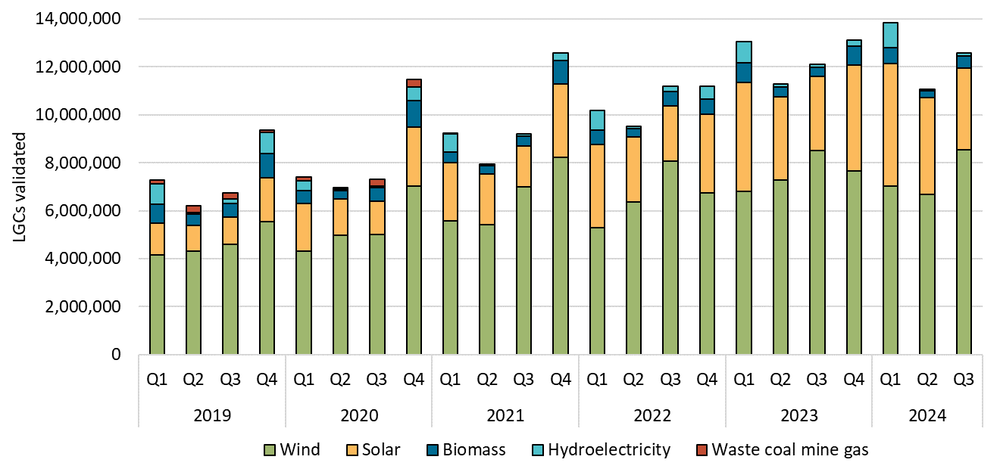 14,000,000
12,000,000
10,000,000
8,000,000
6,000,000
4,000,000
2,000,000
0
LGCs validated
Q1 Q2 Q3 Q4 Q1 Q2 Q3 Q4 Q1 Q2 Q3 Q4 Q1 Q2 Q3 Q4 Q1 Q2 Q3 Q4 Q1 Q2 Q3
2019 2020 2021 2022 2023 2024
Wind Solar Biomass Hydroelectricity Waste coal mine gas